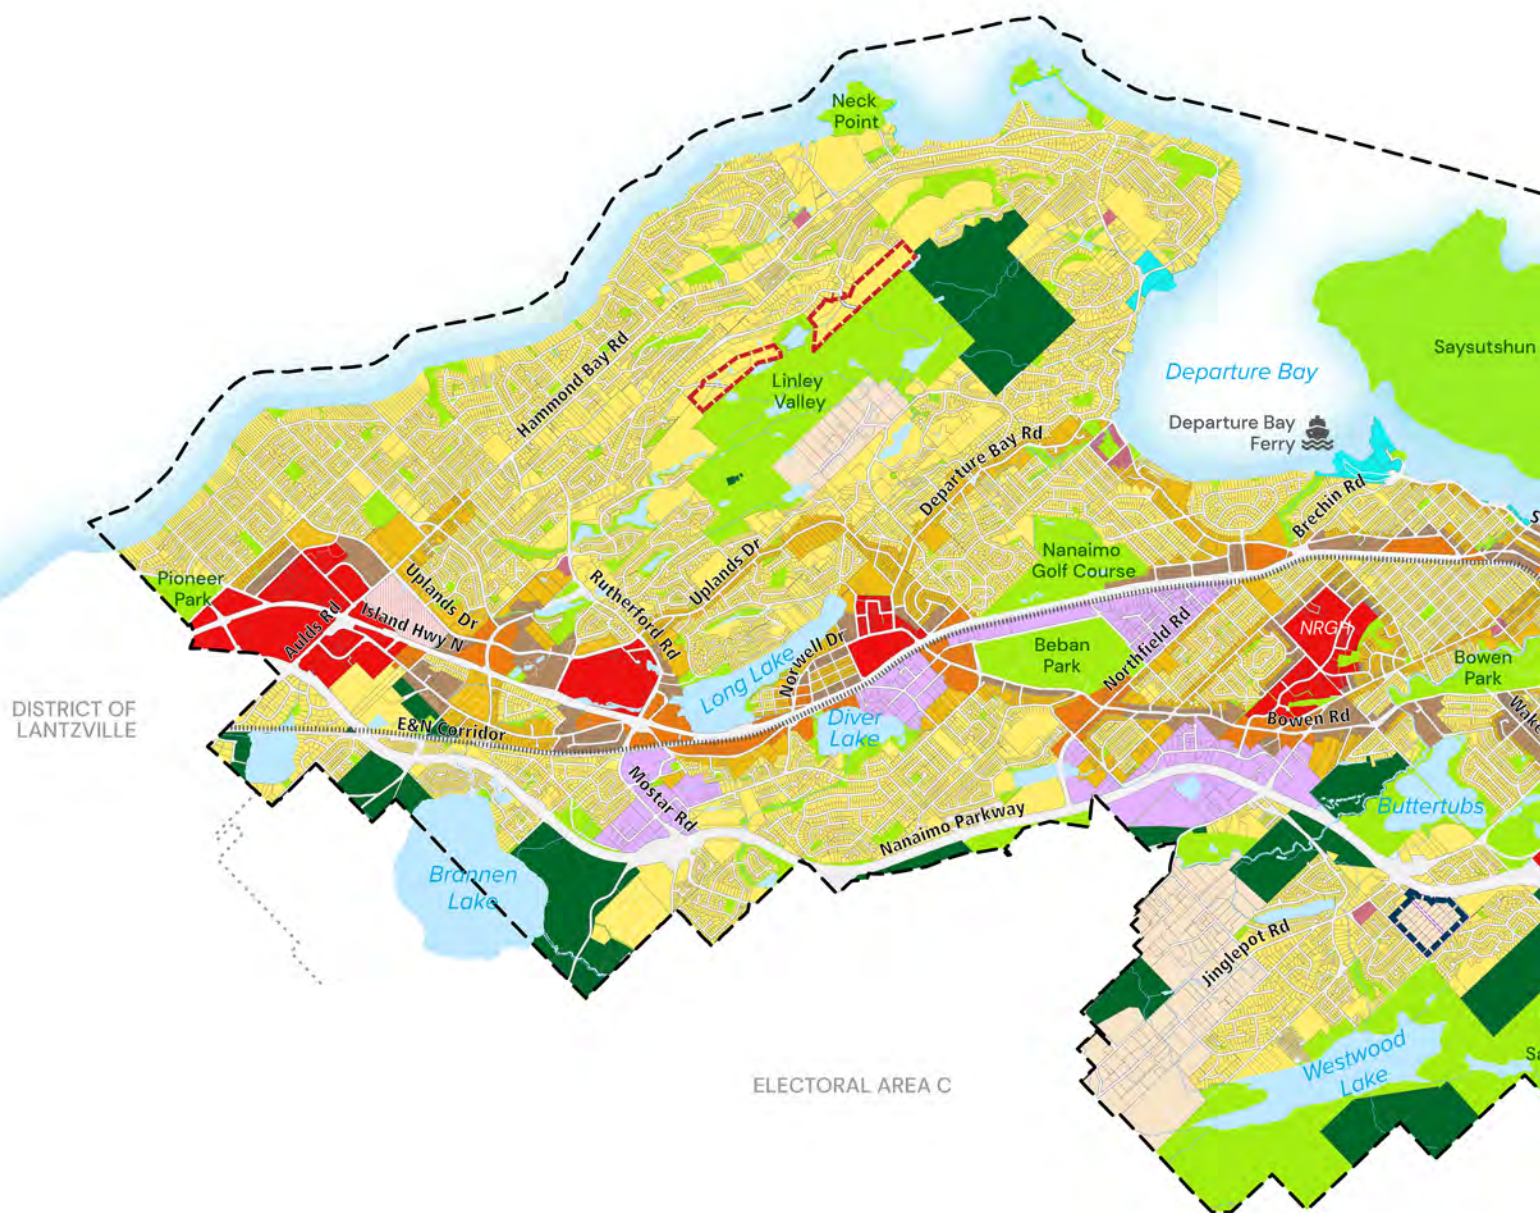 Neck
Point
Saysutshun
Departure Bay
Hammond Bay Rd
Linley
Valley
Departure Bay
Ferry
Departure Bay Rd
Brechin Rd
Nanaimo
Golf Course
Pioneer
Park
Uplands Dr
Uplands Dr
Rutherford Rd
Aulds Rd
Island Hwy N
Northfield Rd
NRGH
Beban
Park
Bowen
Park
Norwell Dr
Long Lake
DISTRICT OF
LANTZVILLE
E&N Corridor
Diver
Lake
Bowen Rd
Mostar Rd
Nanaimo Parkway
Buttertubs
Brannen
Lake
Jinglepot Rd
Westwood
Lake
ELECTORAL AREA C